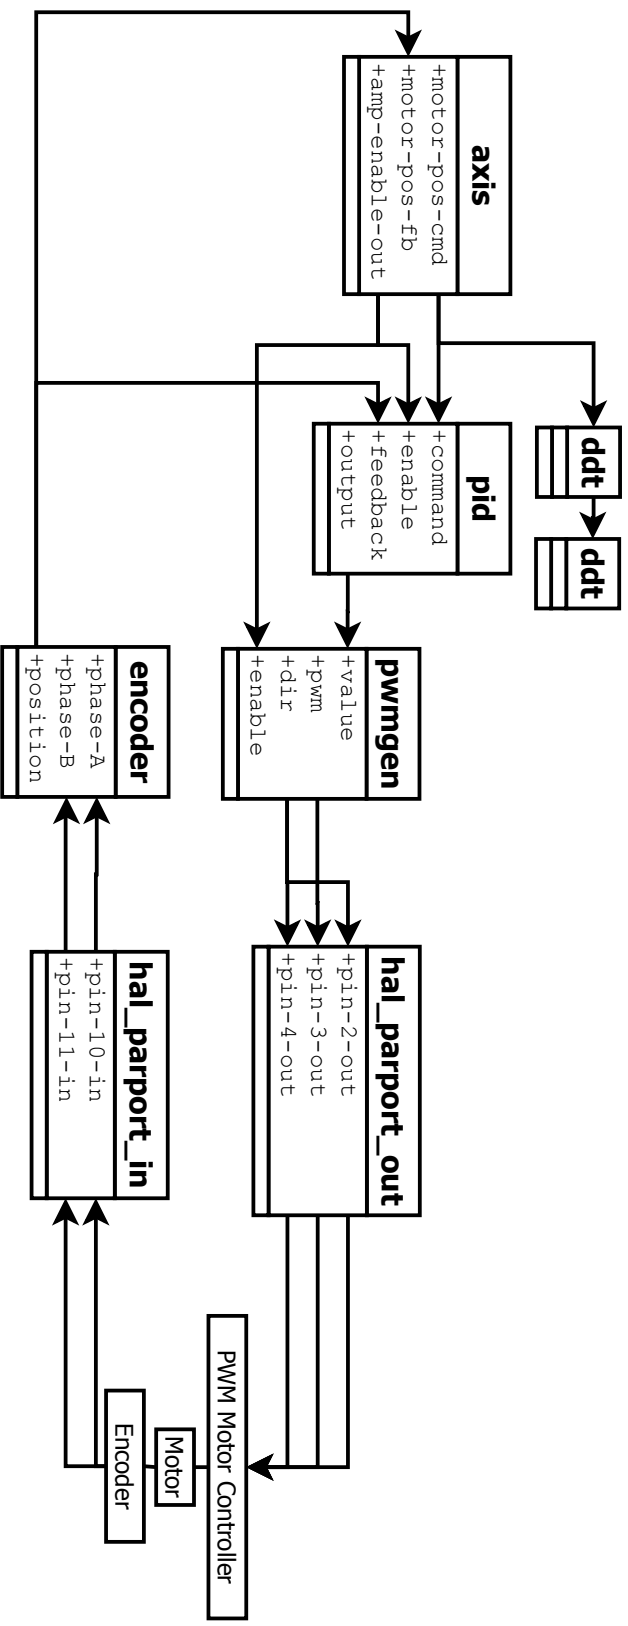 ddt
ddt
axis
+motor-pos-cmd
+motor-pos-fb
+amp-enable-out
pid
+command
+enable
+feedback
+output
pwmgen
+value
+pwm
+dir
+enable
hal_parport_out
+pin-2-out
+pin-3-out
+pin-4-out
PWM Motor Controller
Motor
Encoder
encoder
+phase-A
+phase-B
+position
hal_parport_in
+pin-10-in
+pin-11-in